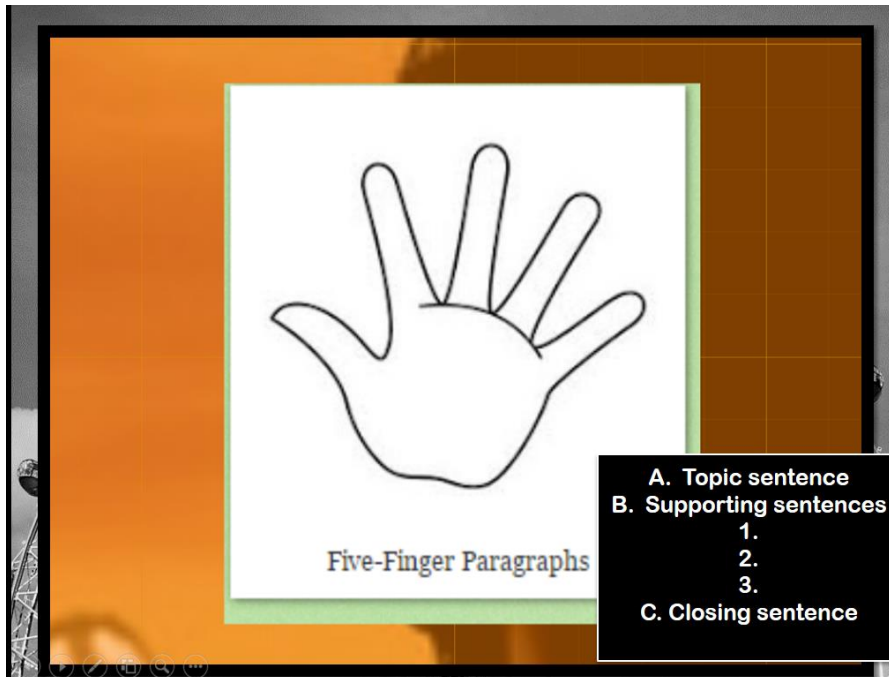 Five-Finger Paragraphs
A. Topic sentence
B. Supporting sentences
1.
2.
3.
C. Closing sentence